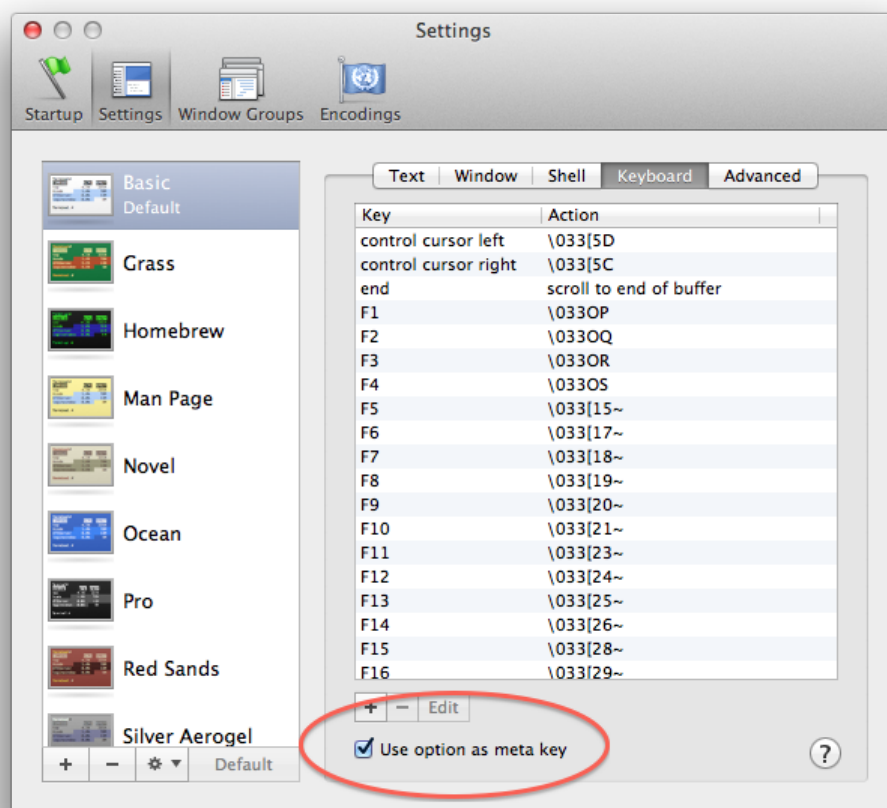 Settings
Startup Settings Window Groups Encodings
Basic
Default
Grass
Homebrew
Man Page
Novel
Ocean
Pro
Red Sands
Silver Aerogel
+ − Default
Text Window Shell Keyboard Advanced
Key Action
control cursor left \033[5D
control cursor right \033[5C
end scroll to end of buffer
F1 \033OP
F2 \033OQ
F3 \033OR
F4 \033OS
F5 \033[15~
F6 \033[17~
F7 \033[18~
F8 \033[19~
F9 \033[20~
F10 \033[21~
F11 \033[23~
F12 \033[24~
F13 \033[25~
F14 \033[26~
F15 \033[28~
F16 \033[29~
+ − Edit
Use option as meta key
?